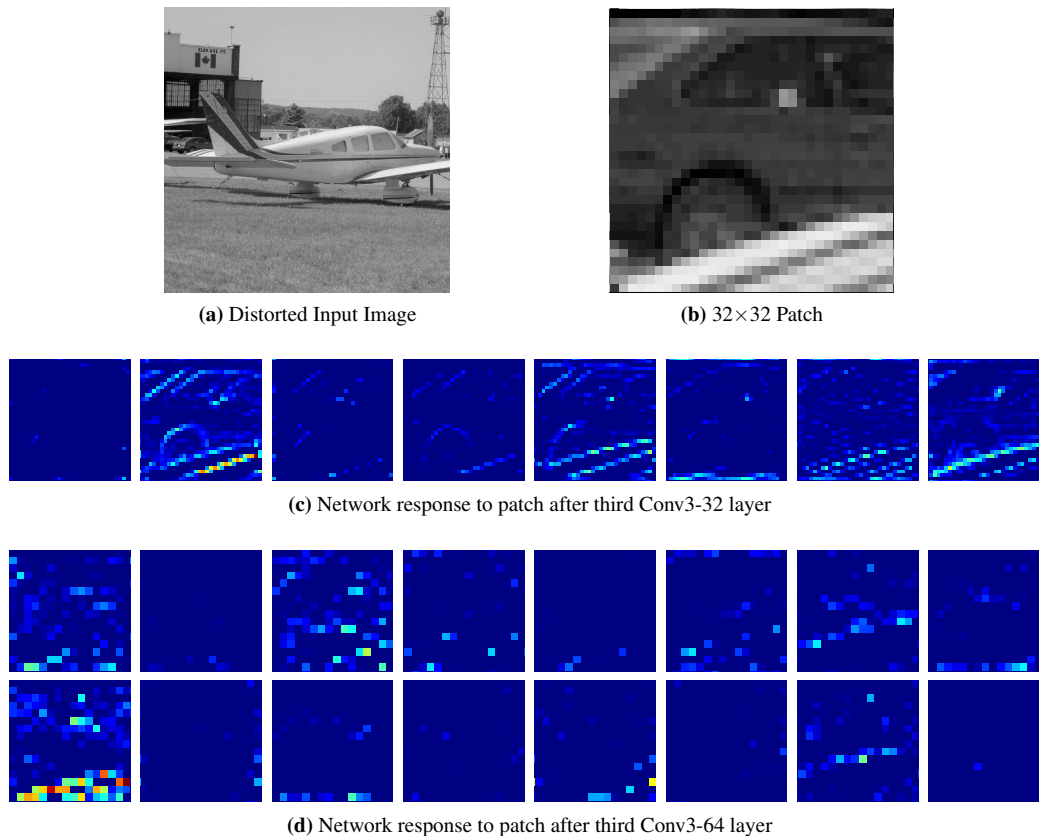 (a) Distorted Input Image
(b) 32×32 Patch
(c) Network response to patch after third Conv3-32 layer
(d) Network response to patch after third Conv3-64 layer